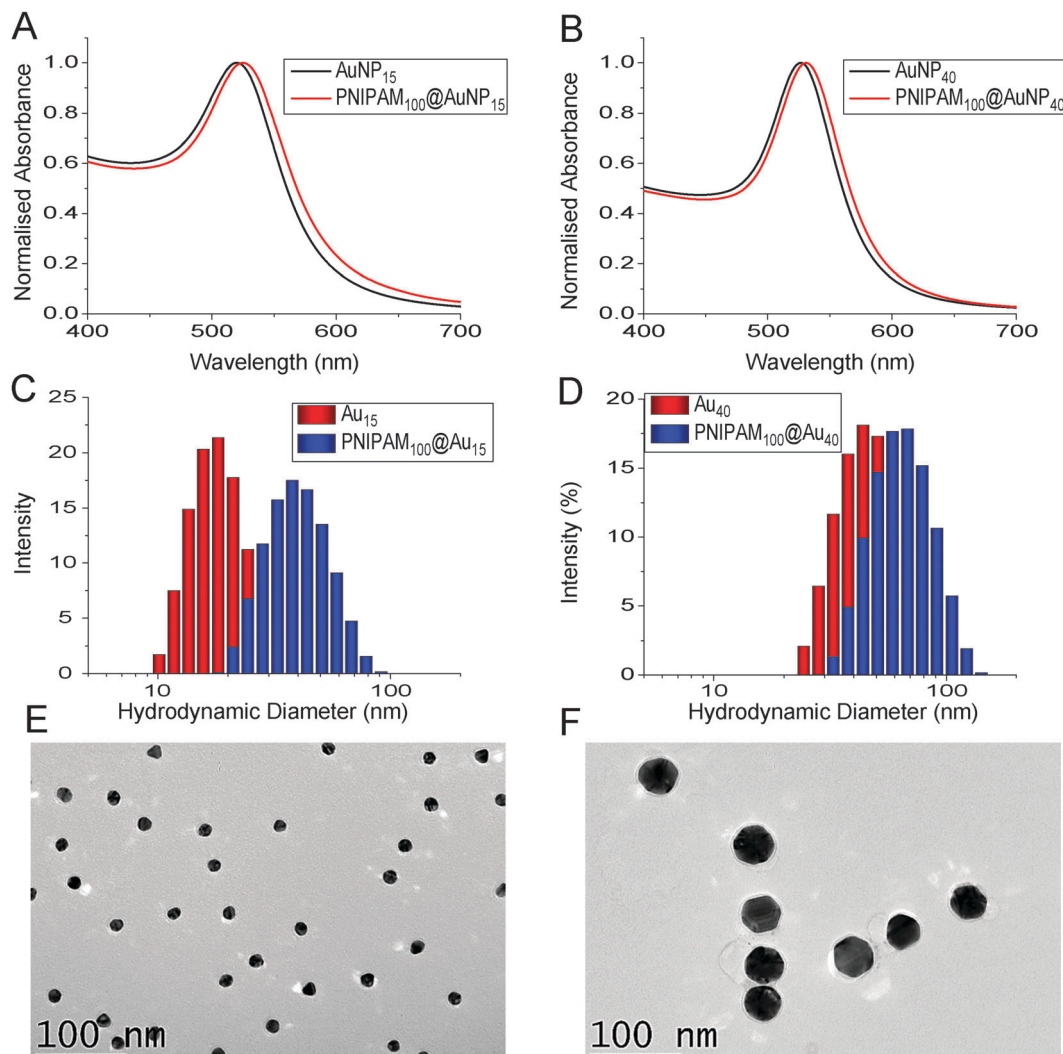 A
AuNP₁₅
PNIPAM₁₀₀@AuNP₁₅
Normalised Absorbance
1.0
0.8
0.6
0.4
0.2
0.0
400
500
600
700
Wavelength (nm)
B
AuNP₄₀
PNIPAM₁₀₀@AuNP₄₀
Normalised Absorbance
1.0
0.8
0.6
0.4
0.2
0.0
400
500
600
700
Wavelength (nm)
C
Au₁₅
PNIPAM₁₀₀@Au₁₅
Intensity
25
20
15
10
5
0
10
100
Hydrodynamic Diameter (nm)
D
Au₄₀
PNIPAM₁₀₀@Au₄₀
Intensity (%)
20
15
10
5
0
10
100
Hydrodynamic Diameter (nm)
E
100 nm
F
100 nm